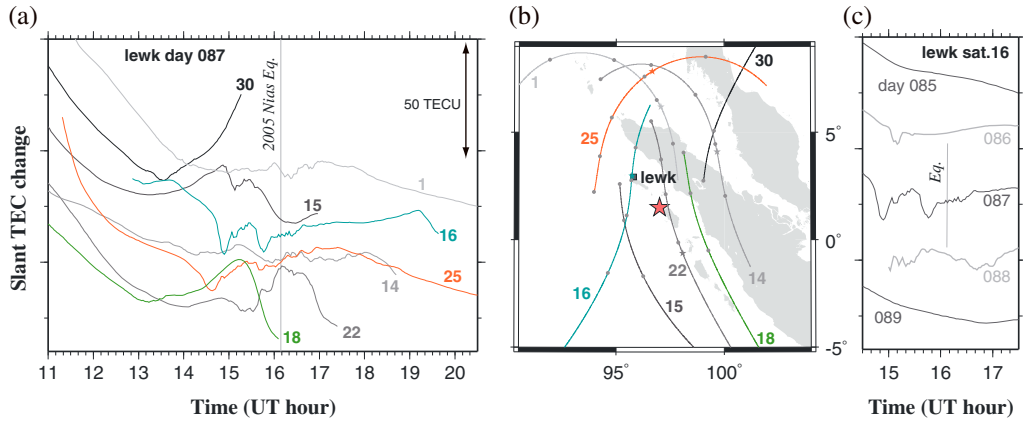 (a)
(b)
(c)
lewk day 087
50 TECU
2005 Nias Eq.
30
1
15
16
25
14
22
18
Slant TEC change
11 12 13 14 15 16 17 18 19 20
Time (UT hour)
1
30
25
lewk
16
22
14
15
18
5°
0°
-5°
95°
100°
lewk sat.16
day 085
086
Eq.
087
088
089
15 16 17
Time (UT hour)